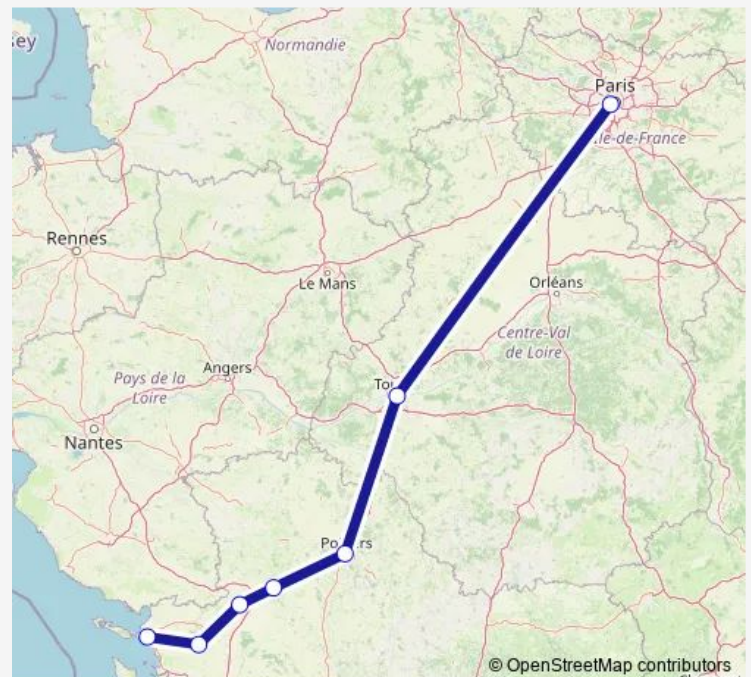 ey
Normandie
Paris
Île-de-France
Rennes
Le Mans
Orléans
Centre-Val
de Loire
Angers
Pays de la
Loire
Nantes
© OpenStreetMap contributors